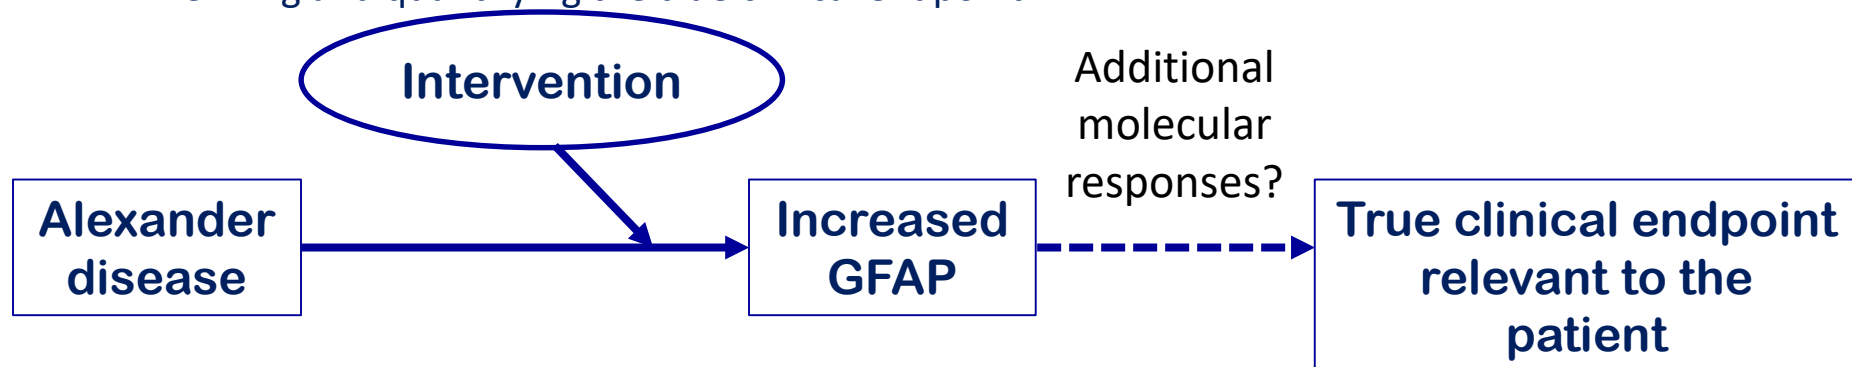 Intervention
Additional
molecular
responses?
Alexander
disease
Increased
GFAP
True clinical endpoint
relevant to the
patient